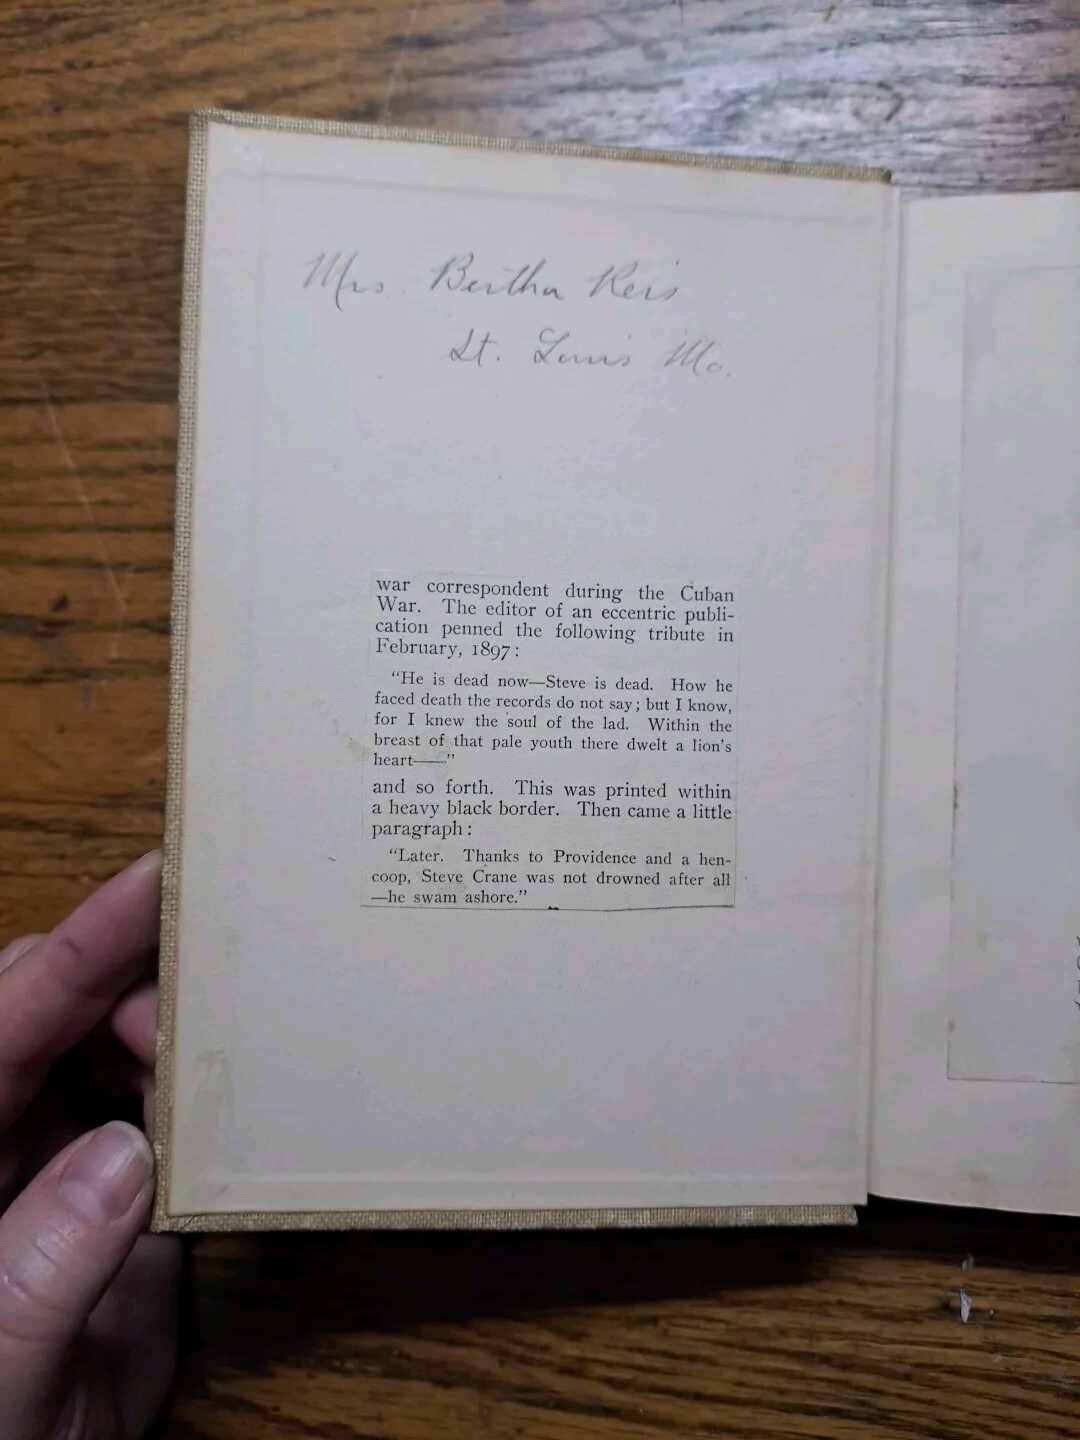 Mrs. Bertha Reis
St. Louis Mo.
war correspondent during the Cuban
War. The editor of an eccentric publi-
cation penned the following tribute in
February, 1897:
"He is dead now—Steve is dead. How he
faced death the records do not say; but I know,
for I knew the soul of the lad. Within the
breast of that pale youth there dwelt a lion's
heart——"
and so forth. This was printed within
a heavy black border. Then came a little
paragraph:
"Later. Thanks to Providence and a hen-
coop, Steve Crane was not drowned after all
—he swam ashore."